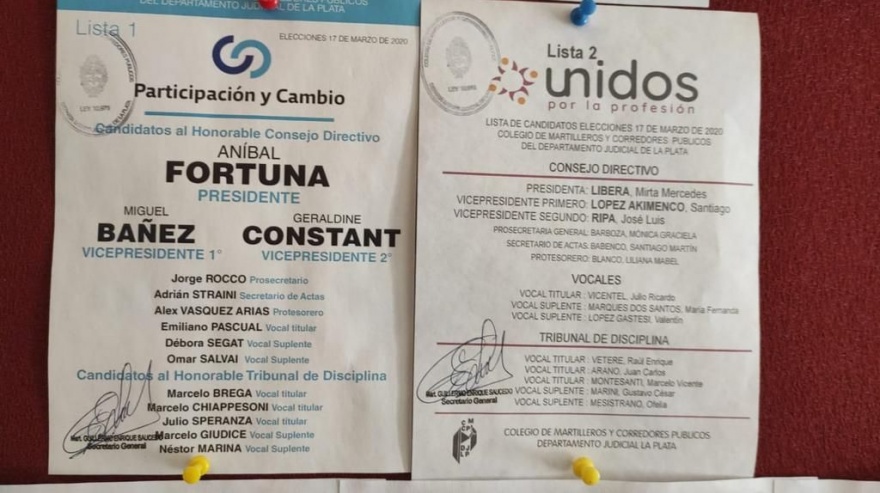 DEL DEPARTAMENTO JUDICIAL DE LA PLATA
Lista 1
ELECCIONES 17 DE MARZO DE 2020
Participación y Cambio
Candidatos al Honorable Consejo Directivo
ANÍBAL
FORTUNA
PRESIDENTE
MIGUEL
BAÑEZ
VICEPRESIDENTE 1°
GERALDINE
CONSTANT
VICEPRESIDENTE 2°
Jorge ROCCO Prosecretario
Adrián STRAINI Secretario de Actas
Alex VASQUEZ ARIAS Protesorero
Emiliano PASCUAL Vocal titular
Débora SEGAT Vocal Suplente
Omar SALVAI Vocal Suplente
Candidatos al Honorable Tribunal de Disciplina
Marcelo BREGA Vocal titular
Marcelo CHIAPPESONI Vocal titular
Julio SPERANZA Vocal titular
Marcelo GIUDICE Vocal Suplente
Néstor MARINA Vocal Suplente
Mart. GUILLERMO ENRIQUE SAUCEDO
Secretario General
Lista 2
unidos
por la profesión
LISTA DE CANDIDATOS ELECCIONES 17 DE MARZO DE 2020
COLEGIO DE MARTILLEROS Y CORREDORES PUBLICOS
DEL DEPARTAMENTO JUDICIAL DE LA PLATA
CONSEJO DIRECTIVO
PRESIDENTA: LIBERA, Mirta Mercedes
VICEPRESIDENTE PRIMERO: LOPEZ AKIMENCO, Santiago
VICEPRESIDENTE SEGUNDO: RIPA, José Luis
PROSECRETARIA GENERAL: BARBOZA, MÓNICA GRACIELA
SECRETARIO DE ACTAS: BABENCO, SANTIAGO MARTÍN
PROTESORERO: BLANCO, LILIANA MABEL
VOCALES
VOCAL TITULAR : VICENTEL, Julio Ricardo
VOCAL SUPLENTE : MARQUES DOS SANTOS, María Fernanda
VOCAL SUPLENTE : LOPEZ GASTESI, Valentín
TRIBUNAL DE DISCIPLINA
VOCAL TITULAR : VETERE, Raúl Enrique
VOCAL TITULAR : ARANO, Juan Carlos
VOCAL TITULAR : MONTESANTI, Marcelo Vicente
VOCAL SUPLENTE : MARINI, Gustavo César
VOCAL SUPLENTE : MESISTRANO, Ofelia
Mart. GUILLERMO ENRIQUE SAUCEDO
Secretario General
COLEGIO DE MARTILLEROS Y CORREDORES PUBLICOS
DEPARTAMENTO JUDICIAL LA PLATA